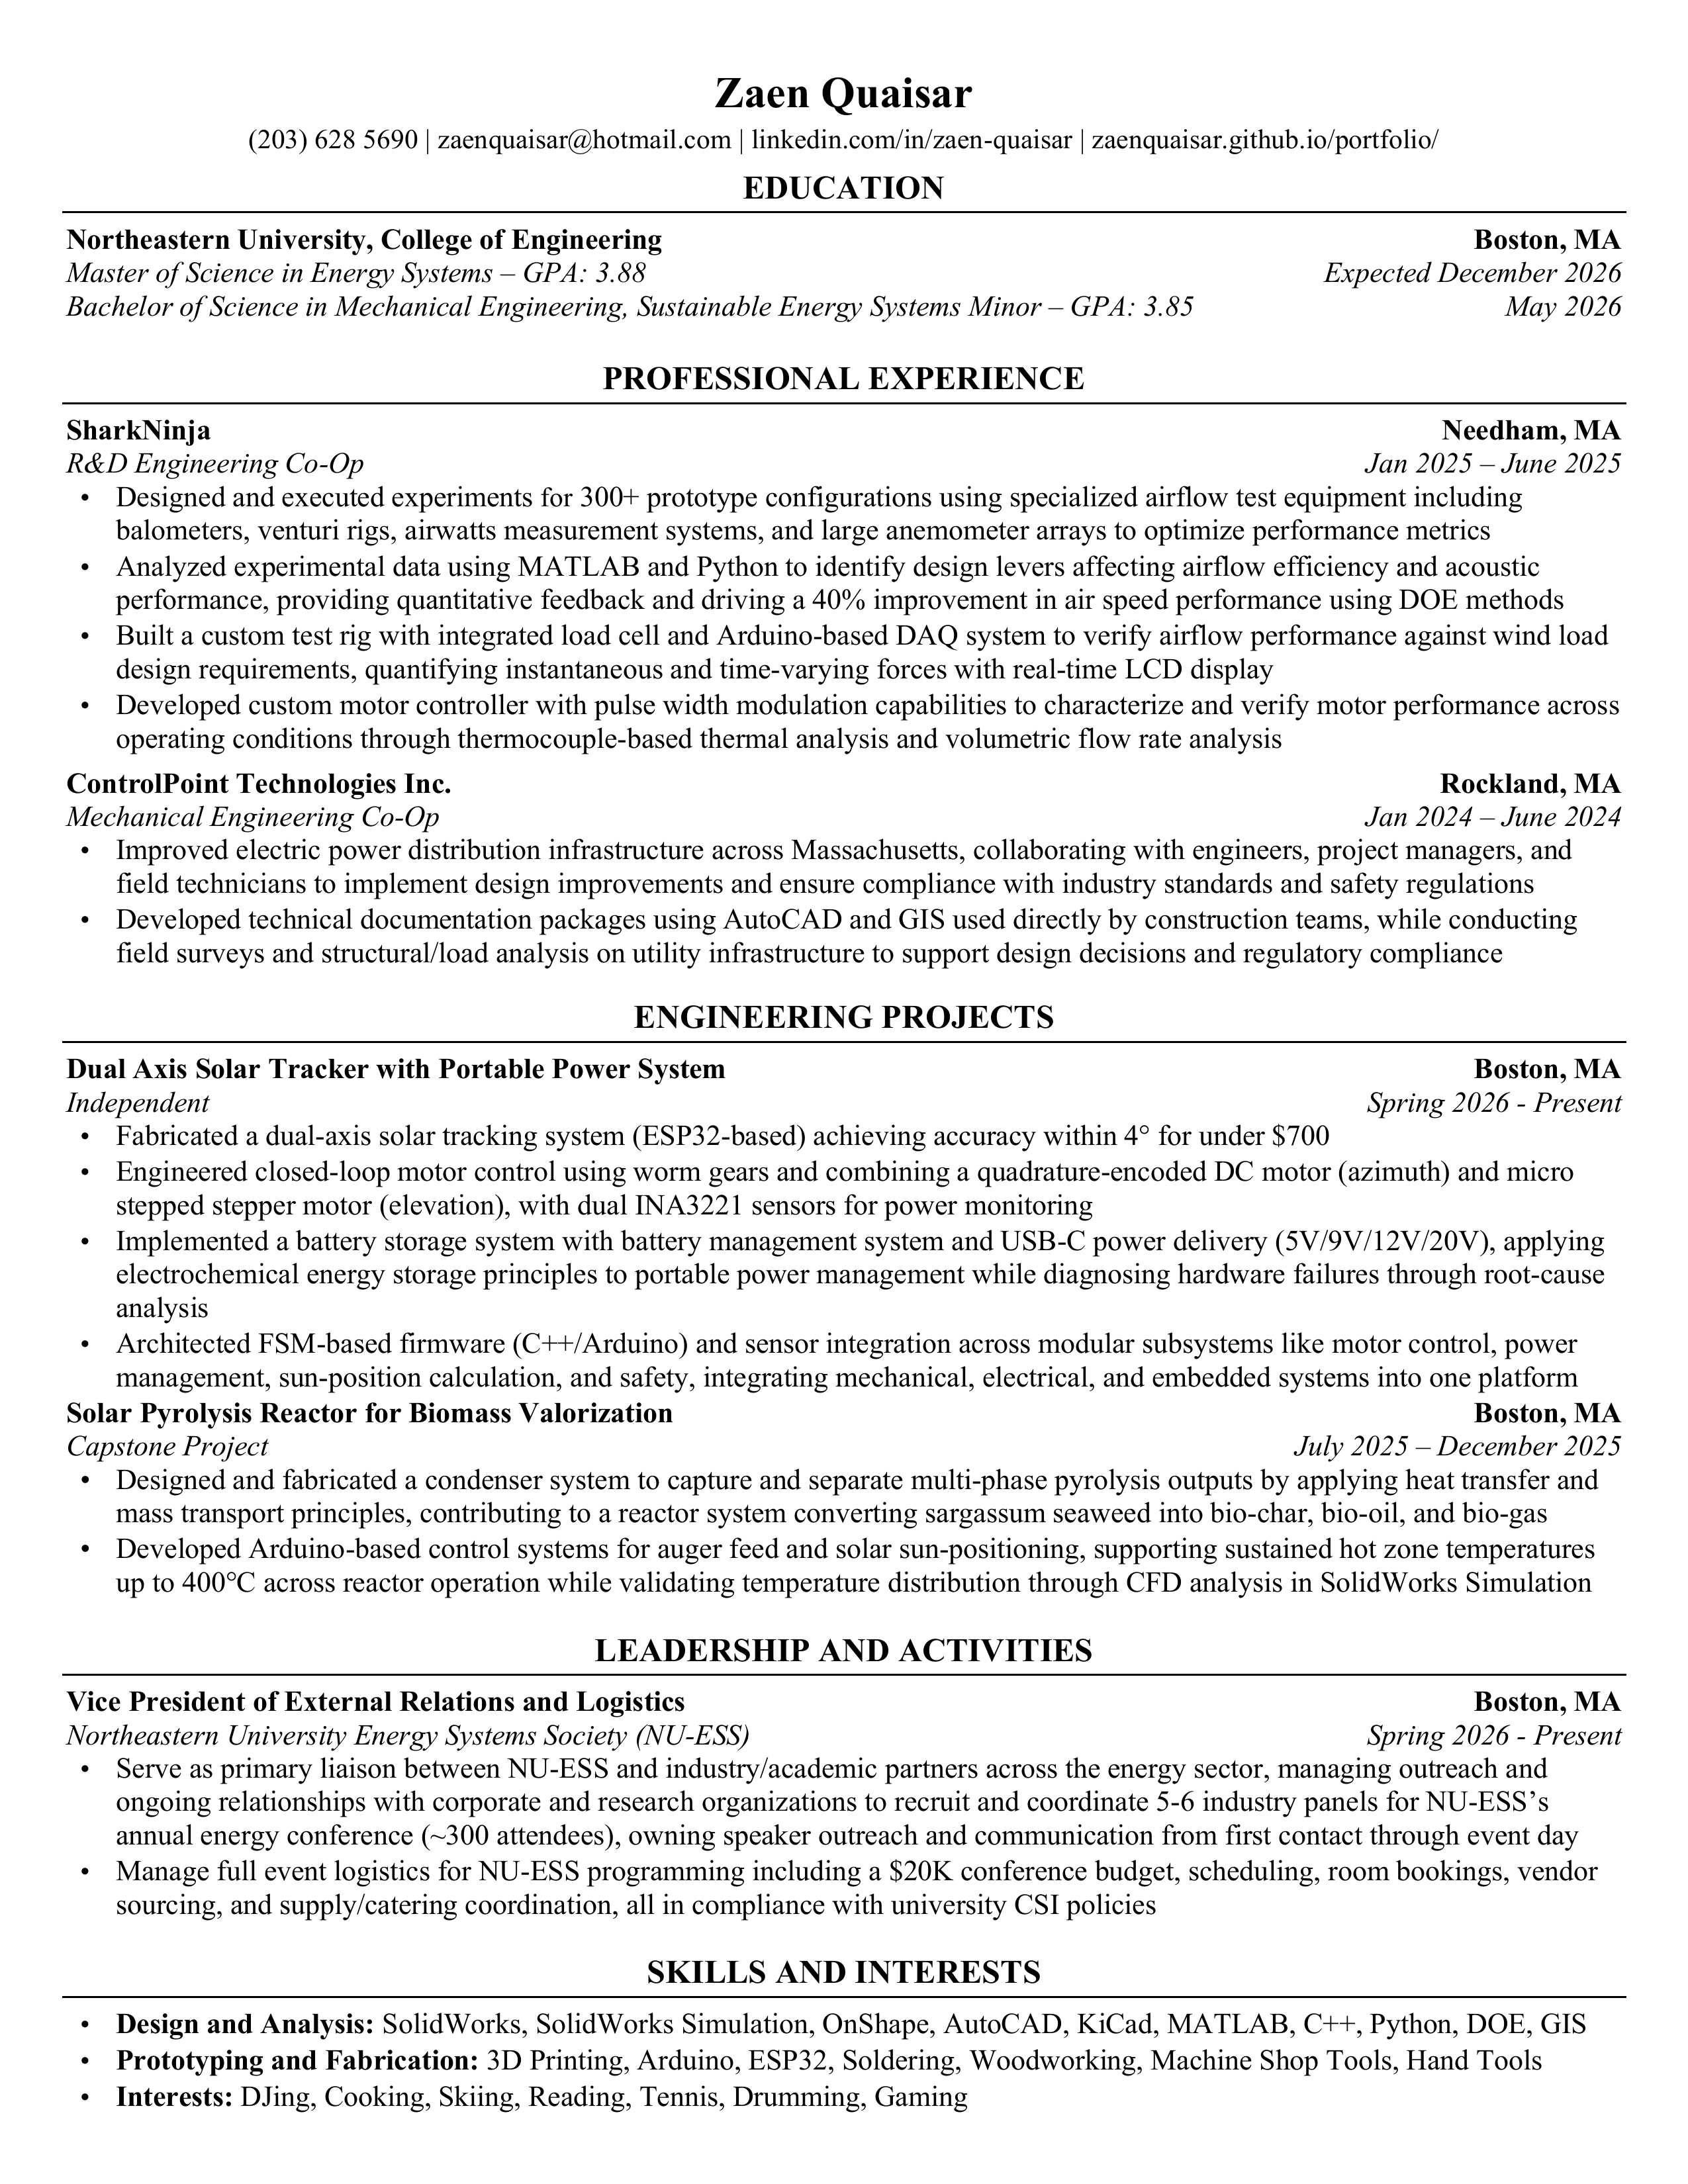 Zaen Quaisar
(203) 628 5690 | zaenquaisar@hotmail.com | linkedin.com/in/zaen-quaisar | zaenquaisar.github.io/portfolio/
EDUCATION
Northeastern University, College of Engineering Boston, MA
Master of Science in Energy Systems – GPA: 3.88 Expected December 2026
Bachelor of Science in Mechanical Engineering, Sustainable Energy Systems Minor – GPA: 3.85 May 2026
PROFESSIONAL EXPERIENCE
SharkNinja Needham, MA
R&D Engineering Co-Op Jan 2025 – June 2025
• Designed and executed experiments for 300+ prototype configurations using specialized airflow test equipment including
balometers, venturi rigs, airwatts measurement systems, and large anemometer arrays to optimize performance metrics
• Analyzed experimental data using MATLAB and Python to identify design levers affecting airflow efficiency and acoustic
performance, providing quantitative feedback and driving a 40% improvement in air speed performance using DOE methods
• Built a custom test rig with integrated load cell and Arduino-based DAQ system to verify airflow performance against wind load
design requirements, quantifying instantaneous and time-varying forces with real-time LCD display
• Developed custom motor controller with pulse width modulation capabilities to characterize and verify motor performance across
operating conditions through thermocouple-based thermal analysis and volumetric flow rate analysis
ControlPoint Technologies Inc. Rockland, MA
Mechanical Engineering Co-Op Jan 2024 – June 2024
• Improved electric power distribution infrastructure across Massachusetts, collaborating with engineers, project managers, and
field technicians to implement design improvements and ensure compliance with industry standards and safety regulations
• Developed technical documentation packages using AutoCAD and GIS used directly by construction teams, while conducting
field surveys and structural/load analysis on utility infrastructure to support design decisions and regulatory compliance
ENGINEERING PROJECTS
Dual Axis Solar Tracker with Portable Power System Boston, MA
Independent Spring 2026 - Present
• Fabricated a dual-axis solar tracking system (ESP32-based) achieving accuracy within 4° for under $700
• Engineered closed-loop motor control using worm gears and combining a quadrature-encoded DC motor (azimuth) and micro
stepped stepper motor (elevation), with dual INA3221 sensors for power monitoring
• Implemented a battery storage system with battery management system and USB-C power delivery (5V/9V/12V/20V), applying
electrochemical energy storage principles to portable power management while diagnosing hardware failures through root-cause
analysis
• Architected FSM-based firmware (C++/Arduino) and sensor integration across modular subsystems like motor control, power
management, sun-position calculation, and safety, integrating mechanical, electrical, and embedded systems into one platform
Solar Pyrolysis Reactor for Biomass Valorization Boston, MA
Capstone Project July 2025 – December 2025
• Designed and fabricated a condenser system to capture and separate multi-phase pyrolysis outputs by applying heat transfer and
mass transport principles, contributing to a reactor system converting sargassum seaweed into bio-char, bio-oil, and bio-gas
• Developed Arduino-based control systems for auger feed and solar sun-positioning, supporting sustained hot zone temperatures
up to 400°C across reactor operation while validating temperature distribution through CFD analysis in SolidWorks Simulation
LEADERSHIP AND ACTIVITIES
Vice President of External Relations and Logistics Boston, MA
Northeastern University Energy Systems Society (NU-ESS) Spring 2026 - Present
• Serve as primary liaison between NU-ESS and industry/academic partners across the energy sector, managing outreach and
ongoing relationships with corporate and research organizations to recruit and coordinate 5-6 industry panels for NU-ESS’s
annual energy conference (~300 attendees), owning speaker outreach and communication from first contact through event day
• Manage full event logistics for NU-ESS programming including a $20K conference budget, scheduling, room bookings, vendor
sourcing, and supply/catering coordination, all in compliance with university CSI policies
SKILLS AND INTERESTS
• Design and Analysis: SolidWorks, SolidWorks Simulation, OnShape, AutoCAD, KiCad, MATLAB, C++, Python, DOE, GIS
• Prototyping and Fabrication: 3D Printing, Arduino, ESP32, Soldering, Woodworking, Machine Shop Tools, Hand Tools
• Interests: DJing, Cooking, Skiing, Reading, Tennis, Drumming, Gaming